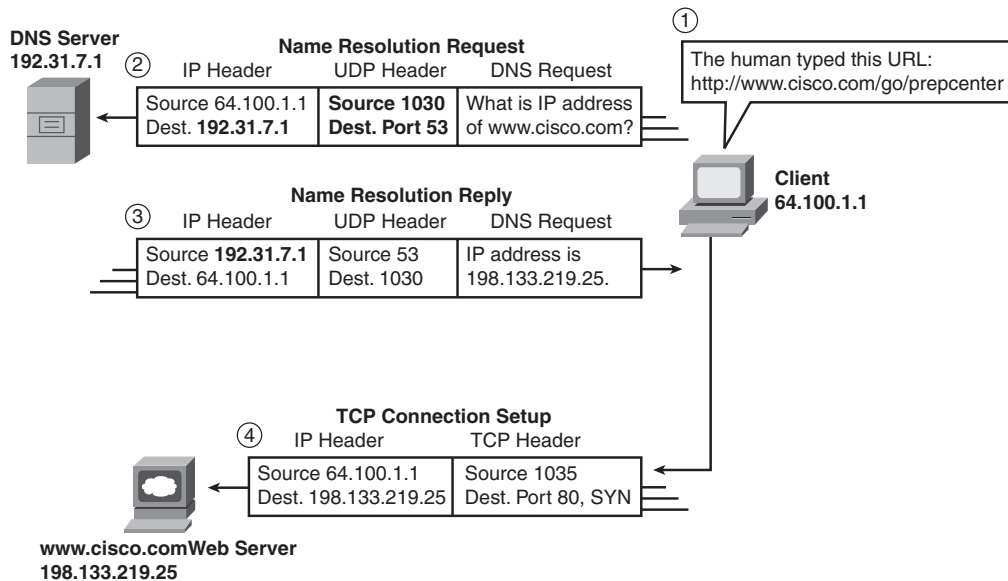 ①
The human typed this URL:
http://www.cisco.com/go/prepcenter
DNS Server
192.31.7.1
Name Resolution Request
②
IP Header
UDP Header
DNS Request
Source 64.100.1.1
Dest. 192.31.7.1
Source 1030
Dest. Port 53
What is IP address
of www.cisco.com?
Client
64.100.1.1
Name Resolution Reply
③
IP Header
UDP Header
DNS Request
Source 192.31.7.1
Dest. 64.100.1.1
Source 53
Dest. 1030
IP address is
198.133.219.25.
TCP Connection Setup
④
IP Header
TCP Header
Source 64.100.1.1
Dest. 198.133.219.25
Source 1035
Dest. Port 80, SYN
www.cisco.comWeb Server
198.133.219.25